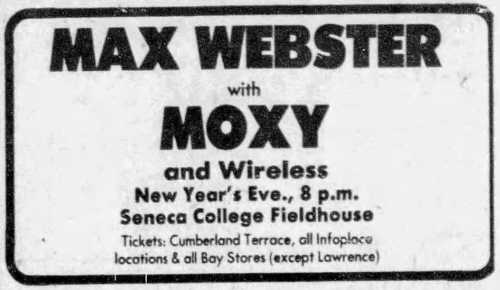 MAX WEBSTER
with
MOXY
and Wireless
New Year's Eve., 8 p.m.
Seneca College Fieldhouse
Tickets: Cumberland Terrace, all Infoplace
locations & all Bay Stores (except Lawrence)